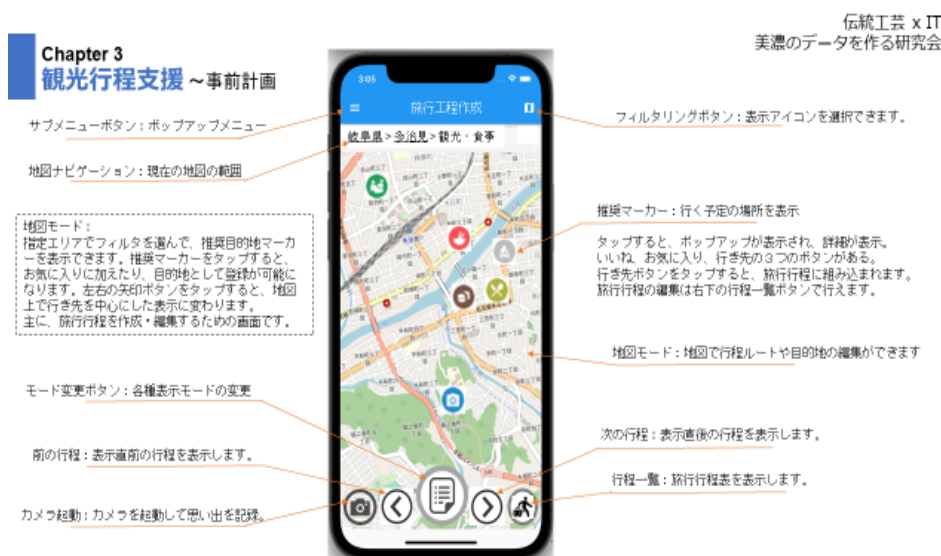 伝統工芸 x IT
美濃のデータを作る研究会
Chapter 3
観光行程支援 ～事前計画
サブメニューボタン：ポップアップメニュー
地図ナビゲーション：現在の地図の範囲
地図モード：
指定エリアでフィルタを選んで、推奨目的地マーカ
ーを表示できます。推奨マーカーをタップすると、
お気に入りに加えたり、目的地として登録が可能に
なります。左右の矢印ボタンをタップすると、地図
上で行き先を中心にした表示に変わります。
主に、旅行行程を作成・編集するための画面です。
モード変更ボタン：各種表示モードの変更
前の行程：表示直前の行程を表示します。
カメラ起動：カメラを起動して思い出を記録。
3:05
旅行工程作成
岐阜県>多治見>観光・食事
フィルタリングボタン：表示アイコンを選択できます。
推奨マーカー：行く予定の場所を表示
タップすると、ポップアップが表示され、詳細が表示。
いいね、お気に入り、行き先の３つのボタンがある。
行き先ボタンをタップすると、旅行行程に組み込まれます。
旅行行程の編集は右下の行程一覧ボタンで行えます。
地図モード：地図で行程ルートや目的地の編集ができます
次の行程：表示直後の行程を表示します。
行程一覧：旅行行程表を表示します。